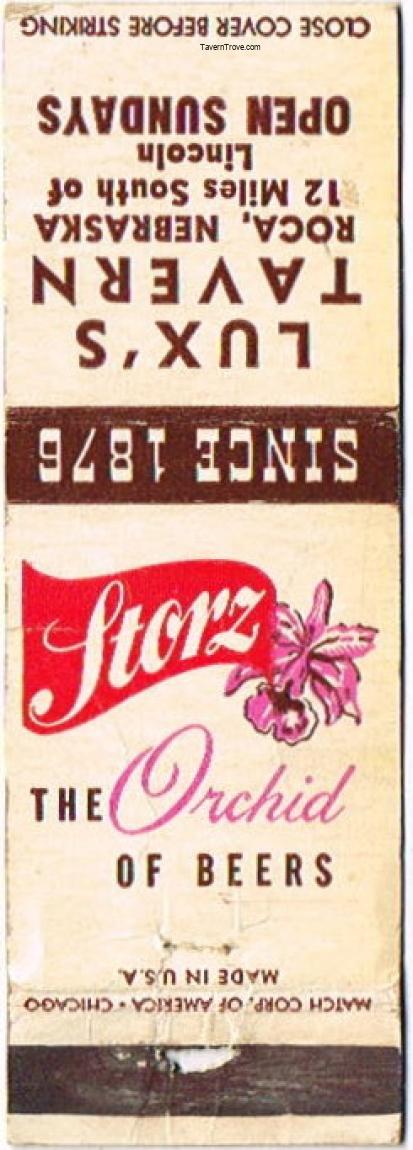 CLOSE COVER BEFORE STRIKING
TavernTrove.com
OPEN SUNDAYS
Lincoln
12 Miles South of
ROCA, NEBRASKA
TAVERN
LUX'S
SINCE 1876
Storz
THE Orchid
OF BEERS
MADE IN U.S.A.
MATCH CORP. OF AMERICA • CHICAGO